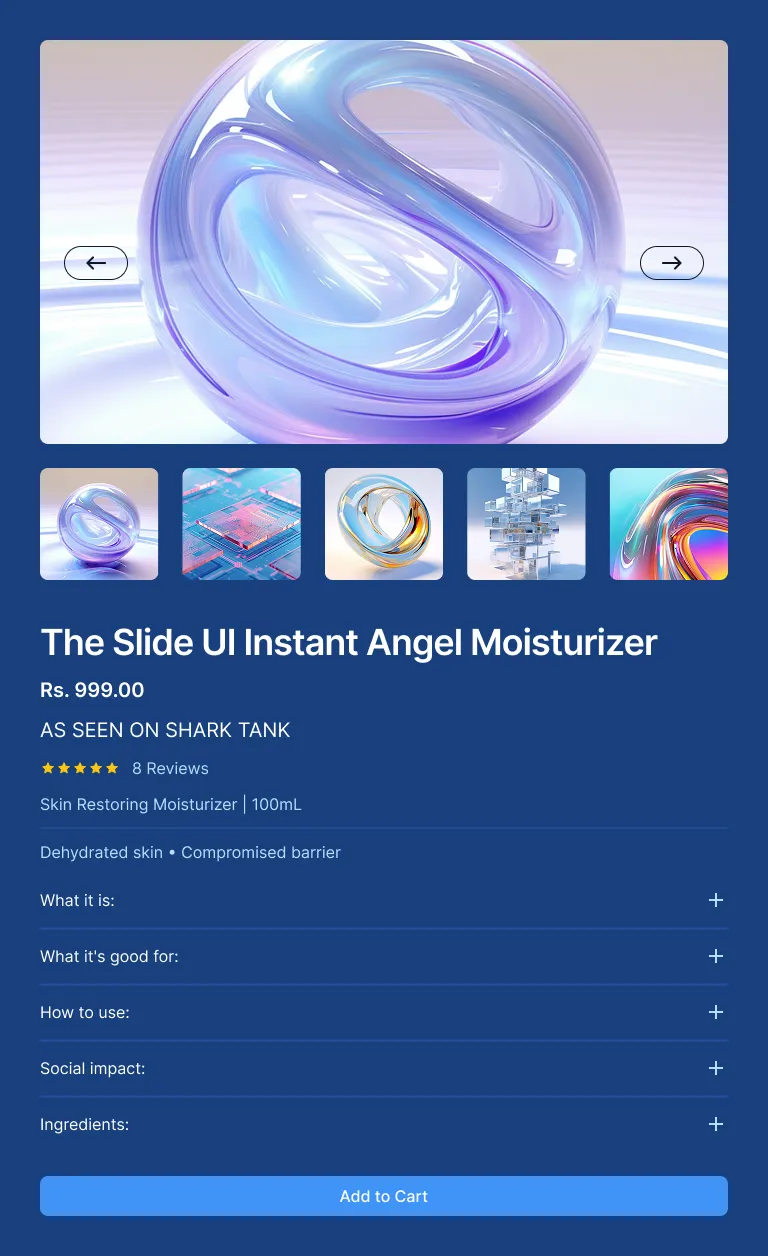 The Slide UI Instant Angel Moisturizer
Rs. 999.00
AS SEEN ON SHARK TANK
8 Reviews
Skin Restoring Moisturizer | 100mL
Dehydrated skin • Compromised barrier
What it is:
What it's good for:
How to use:
Social impact:
Ingredients:
Add to Cart